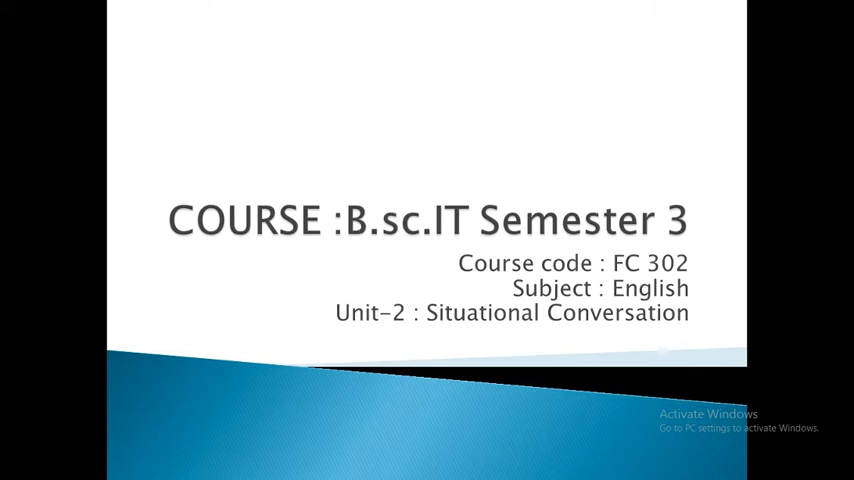 COURSE :B.sc.IT Semester 3
Course code : FC 302
Subject : English
Unit-2 : Situational Conversation
Activate Windows
Go to PC settings to activate Windows.